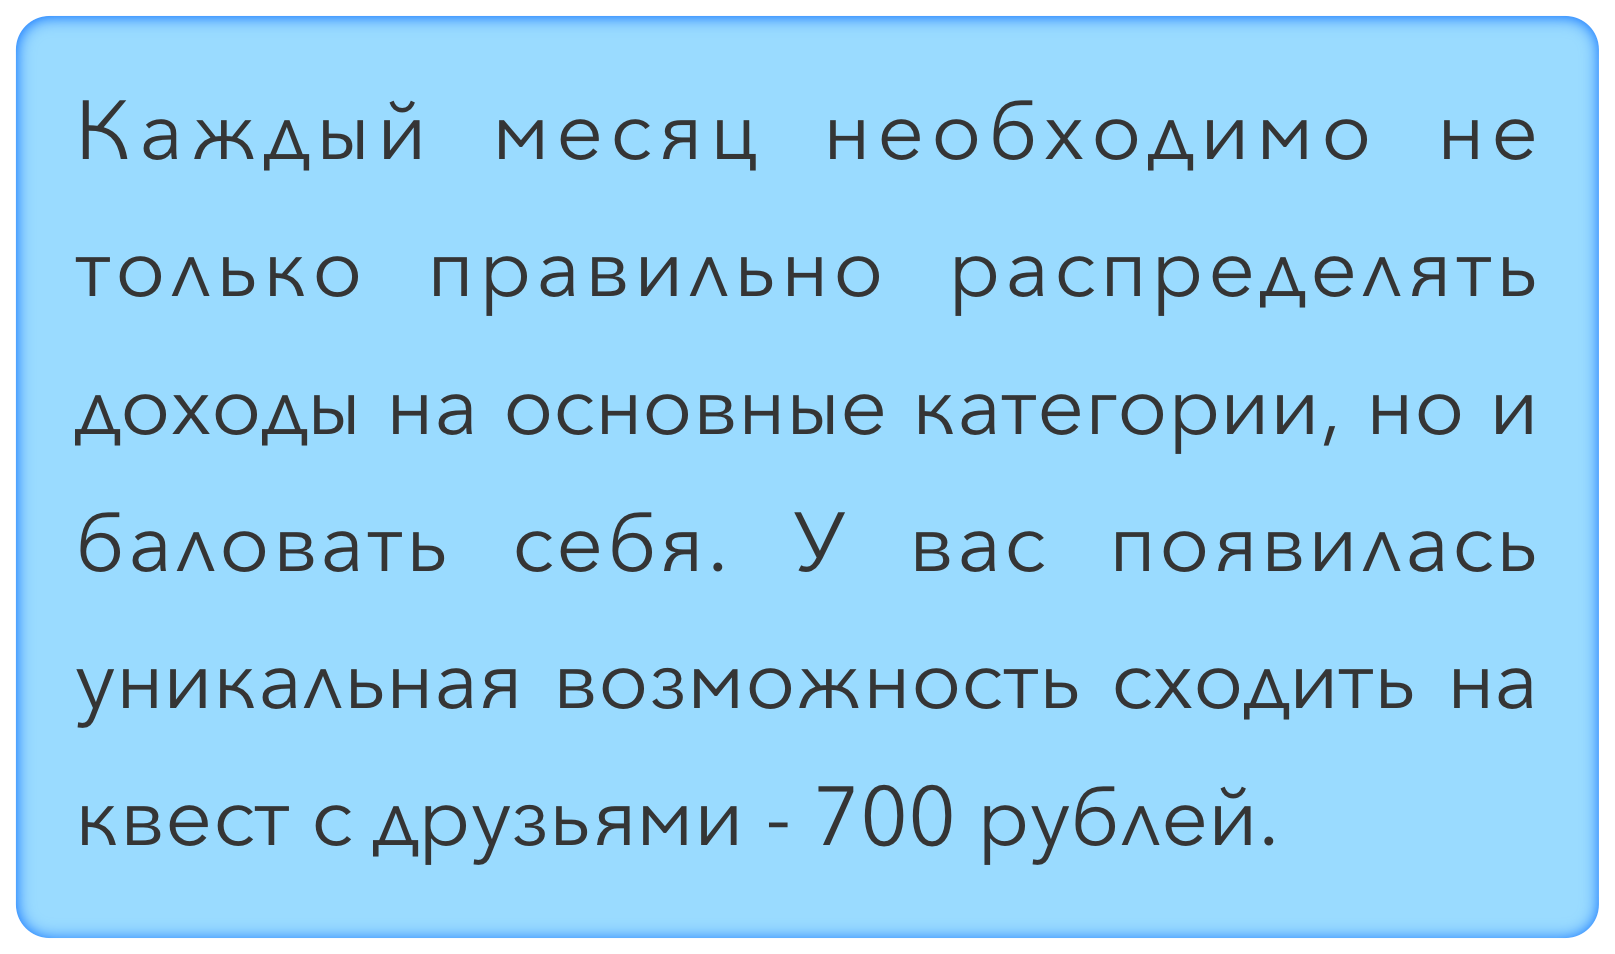 Каждый месяц необходимо не
только правильно распределять
доходы на основные категории, но и
баловать себя. У вас появилась
уникальная возможность сходить на
квест с друзьями - 700 рублей.